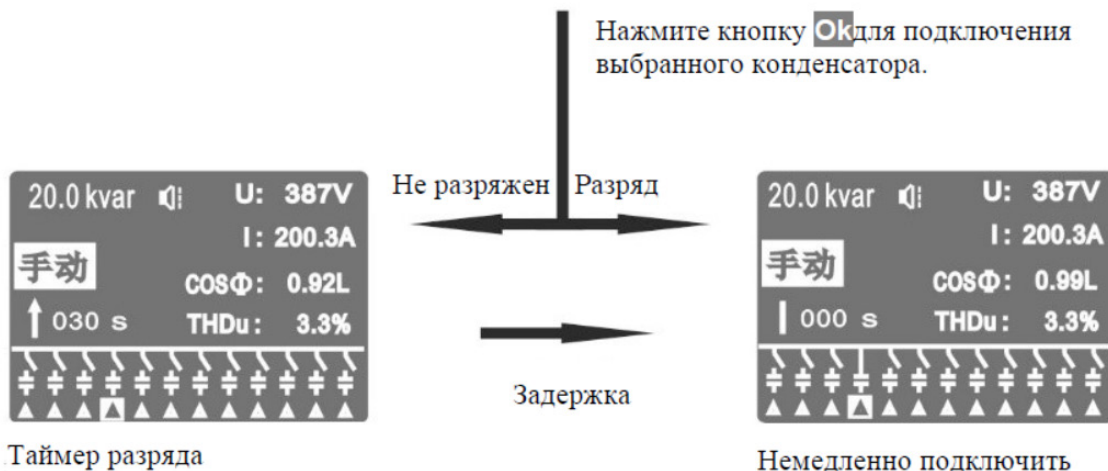 Нажмите кнопку Ok для подключения
выбранного конденсатора.
Не разряжен Разряд
20.0 kvar U: 387V
I: 200.3A
手动
COSΦ: 0.92L
030 s THDu: 3.3%
Задержка
20.0 kvar U: 387V
I: 200.3A
手动
COSΦ: 0.99L
000 s THDu: 3.3%
.Таймер разряда
Немедленно подключить